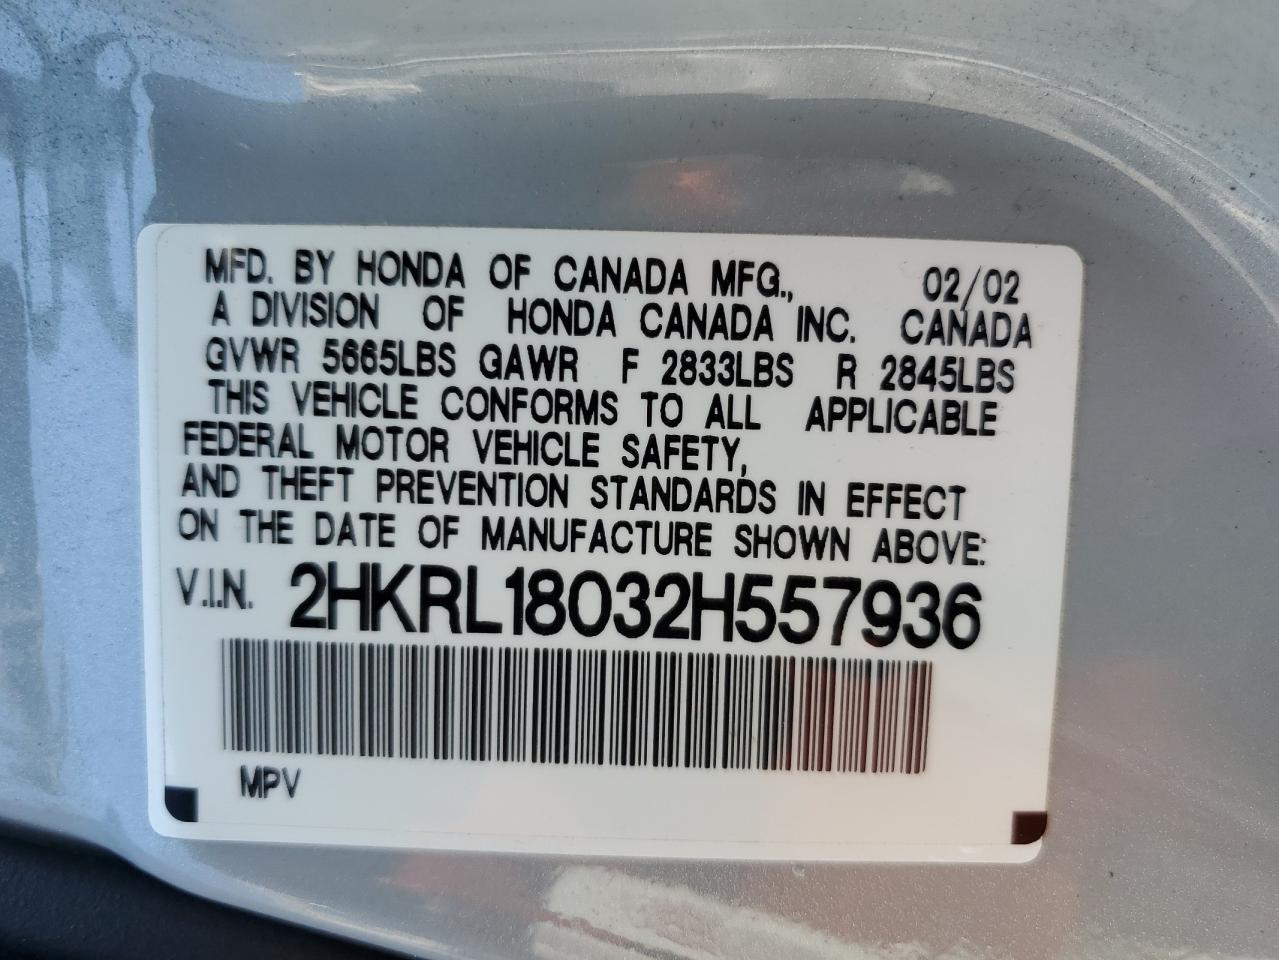 MFD. BY HONDA OF CANADA MFG., 02/02
A DIVISION OF HONDA CANADA INC. CANADA
GVWR 5665LBS GAWR F 2833LBS R 2845LBS
THIS VEHICLE CONFORMS TO ALL APPLICABLE
FEDERAL MOTOR VEHICLE SAFETY,
AND THEFT PREVENTION STANDARDS IN EFFECT
ON THE DATE OF MANUFACTURE SHOWN ABOVE:
V.I.N. 2HKRL18032H557936
MPV